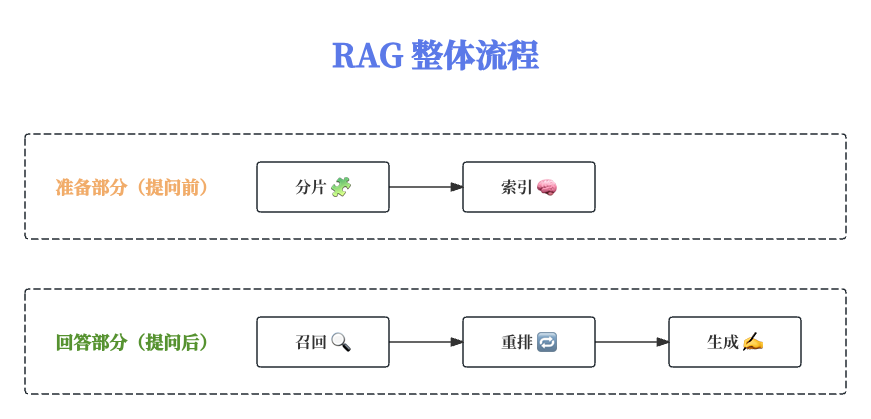 RAG 整体流程
准备部分（提问前）
分片
索引
回答部分（提问后）
召回
重排
生成